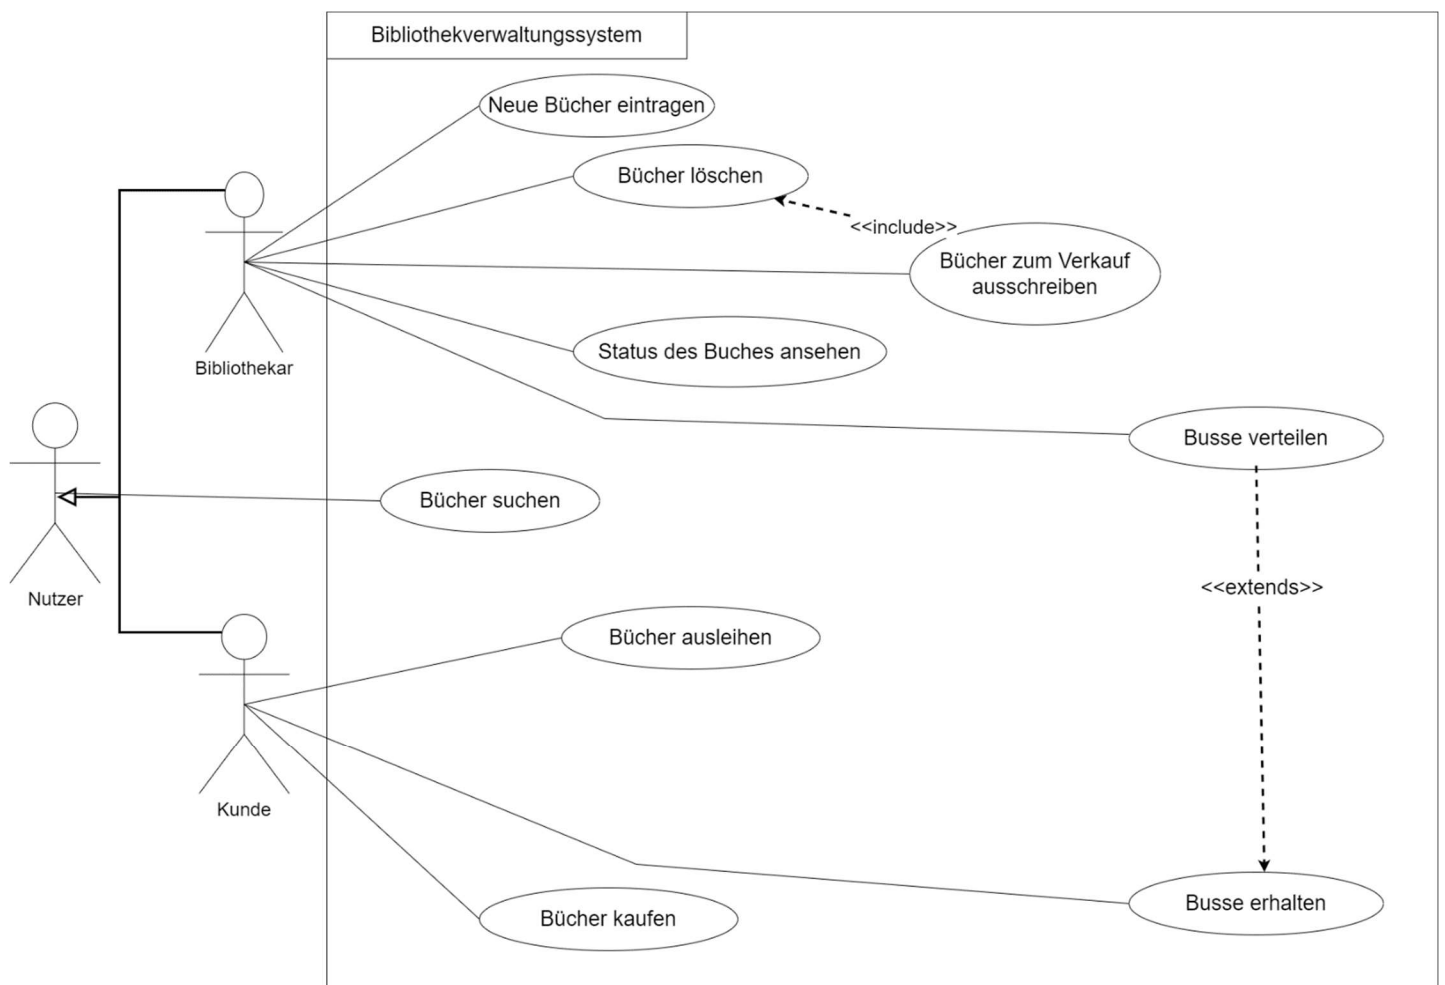 Bibliothekverwaltungssystem
Neue Bücher eintragen
Bücher löschen
<<include>>
Bücher zum Verkauf
ausschreiben
Status des Buches ansehen
Bibliothekar
Busse verteilen
Bücher suchen
<<extends>>
Nutzer
Bücher ausleihen
Kunde
Busse erhalten
Bücher kaufen